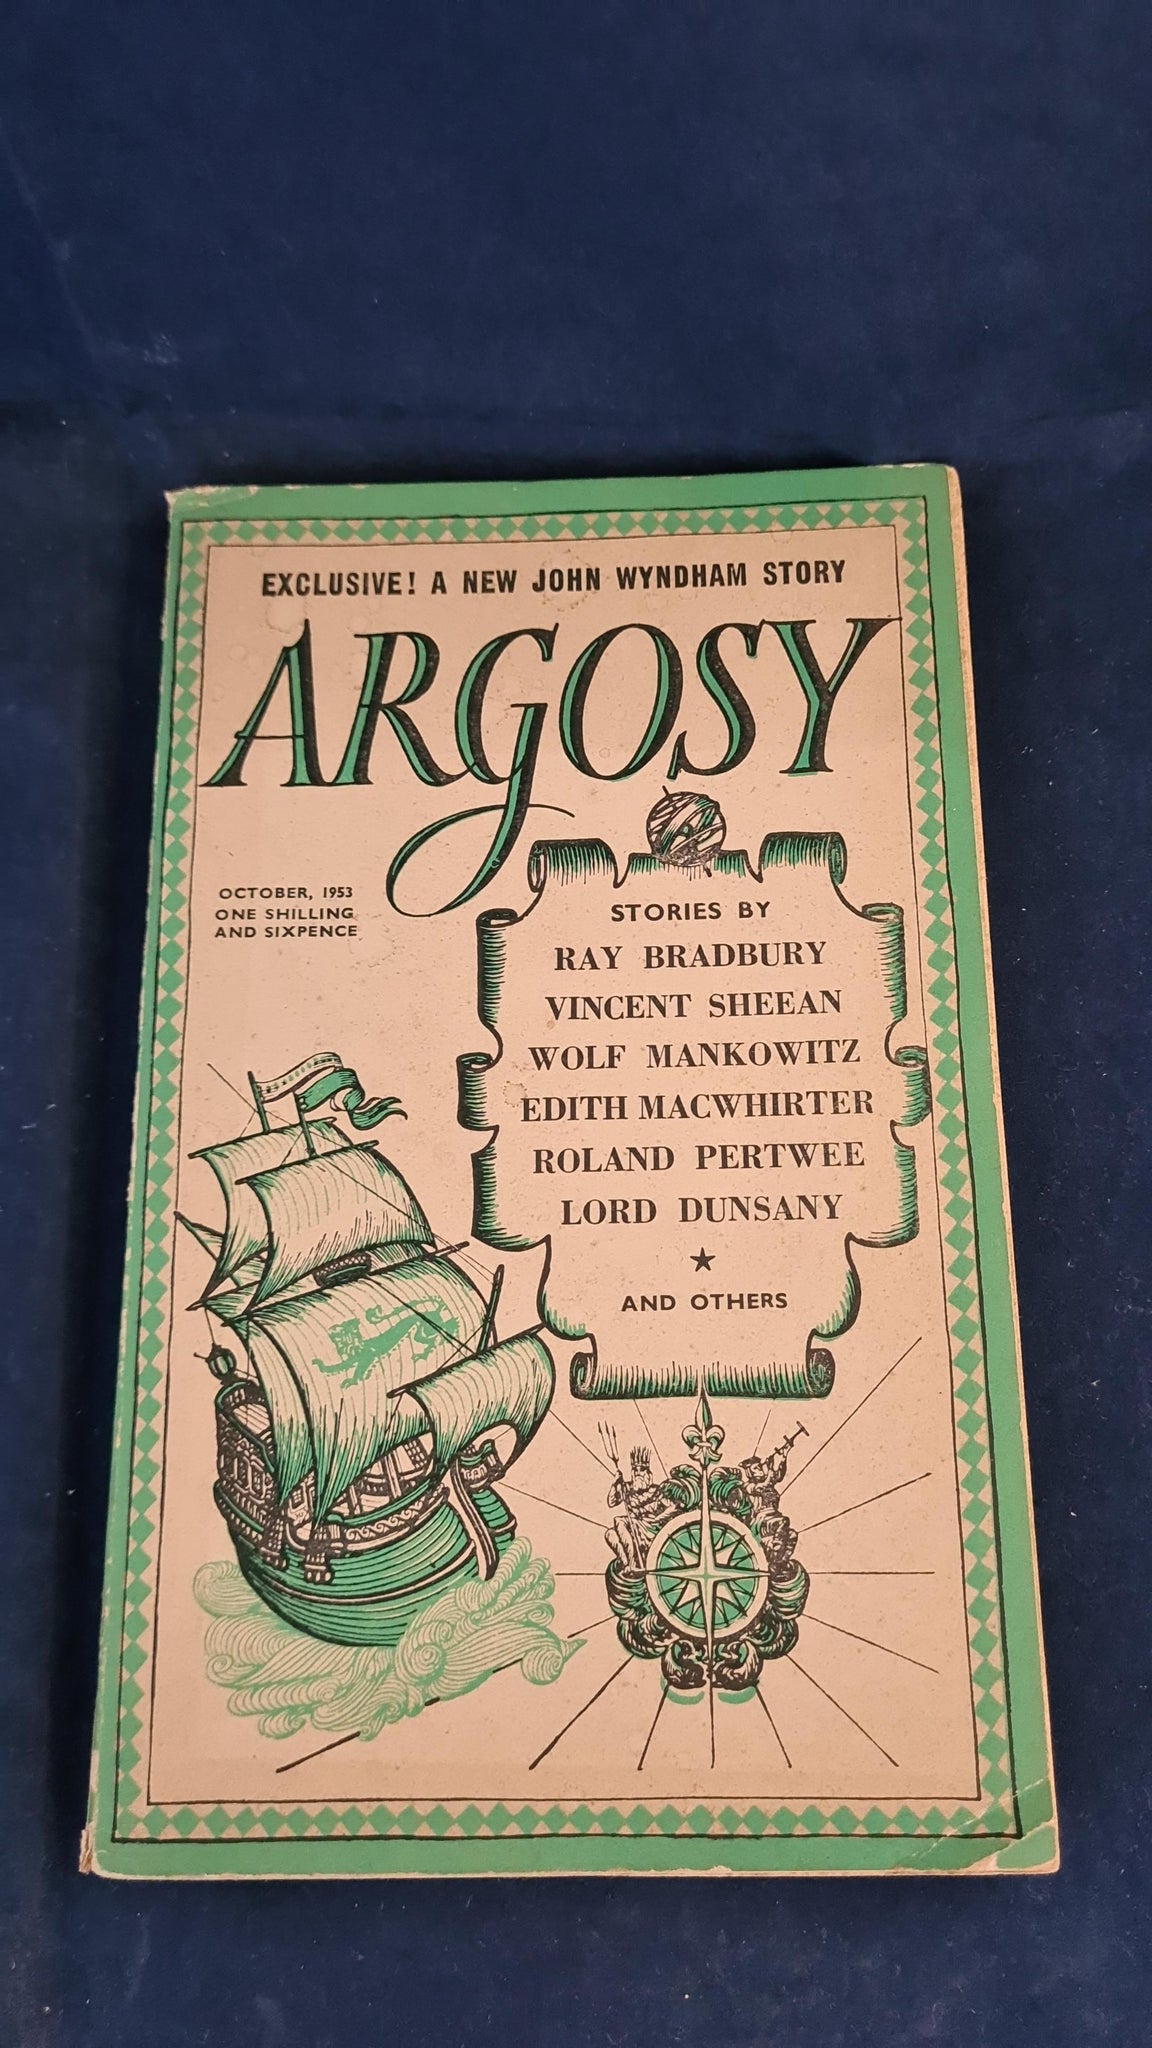 EXCLUSIVE! A NEW JOHN WYNDHAM STORY
ARGOSY
OCTOBER, 1953
ONE SHILLING
AND SIXPENCE
STORIES BY
RAY BRADBURY
VINCENT SHEEAN
WOLF MANKOWITZ
EDITH MACWHIRTER
ROLAND PERTWEE
LORD DUNSANY
★
AND OTHERS